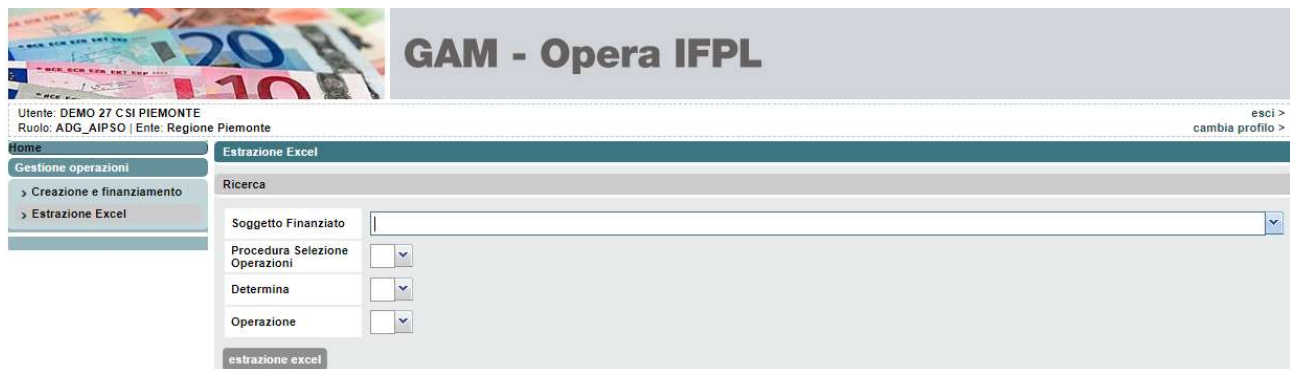 GAM - Opera IFPL
Utente: DEMO 27 CSI PIEMONTE
esci >
Ruolo: ADG_AIPSO | Ente: Regione Piemonte
cambia profilo >
Home
Estrazione Excel
Gestione operazioni
Ricerca
> Creazione e finanziamento
> Estrazione Excel
Soggetto Finanziato
Procedura Selezione
Operazioni
Determina
Operazione
estrazione excel